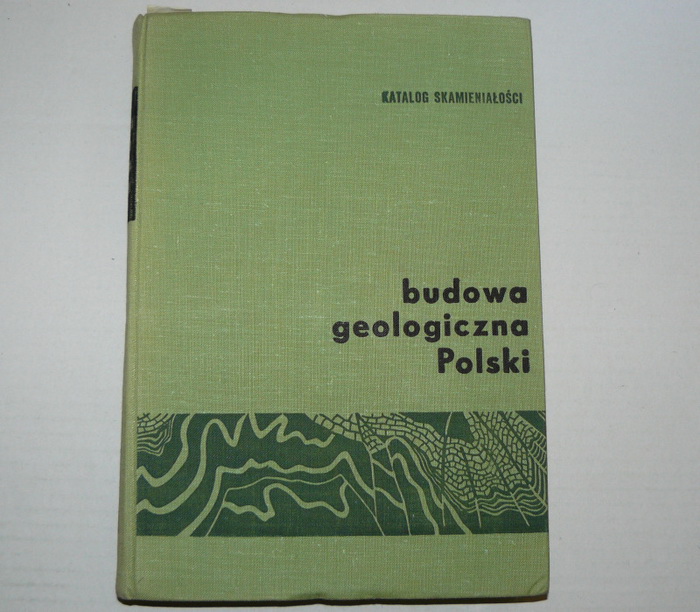 KATALOG SKAMIENIAŁOŚCI
budowa
geologiczna
Polski